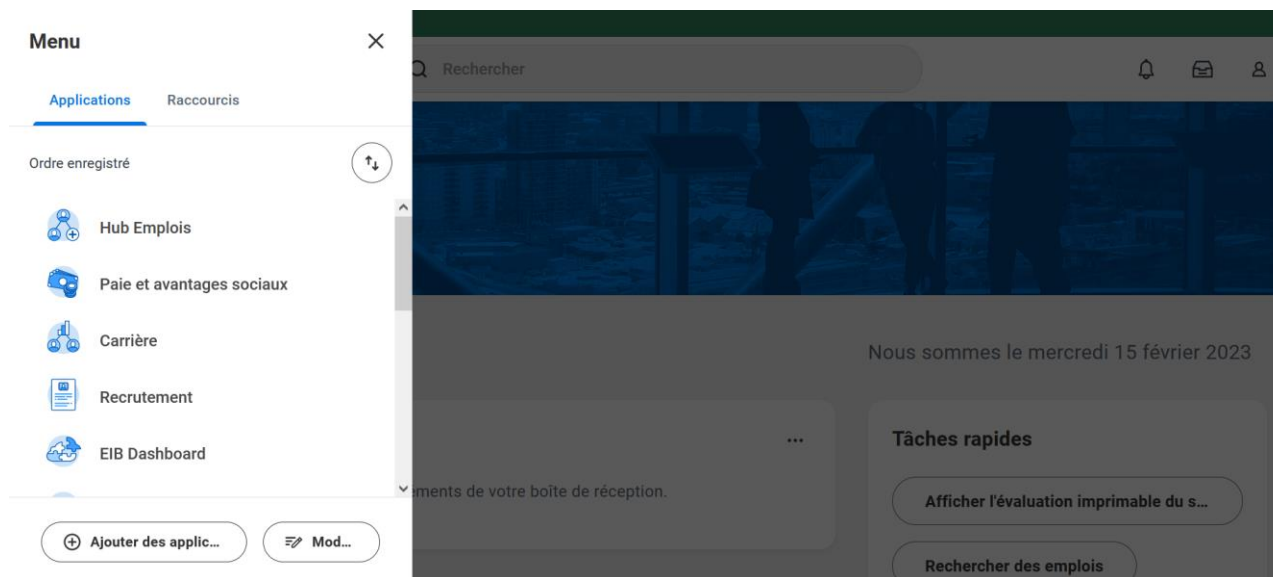 Menu
Rechercher
Applications
Raccourcis
Ordre enregistré
Hub Emplois
Paie et avantages sociaux
Carrière
Recrutement
EIB Dashboard
Ajouter des applic...
Mod...
Nous sommes le mercredi 15 février 2023
Tâches rapides
de votre boîte de réception.
Afficher l'évaluation imprimable du s...
Rechercher des emplois